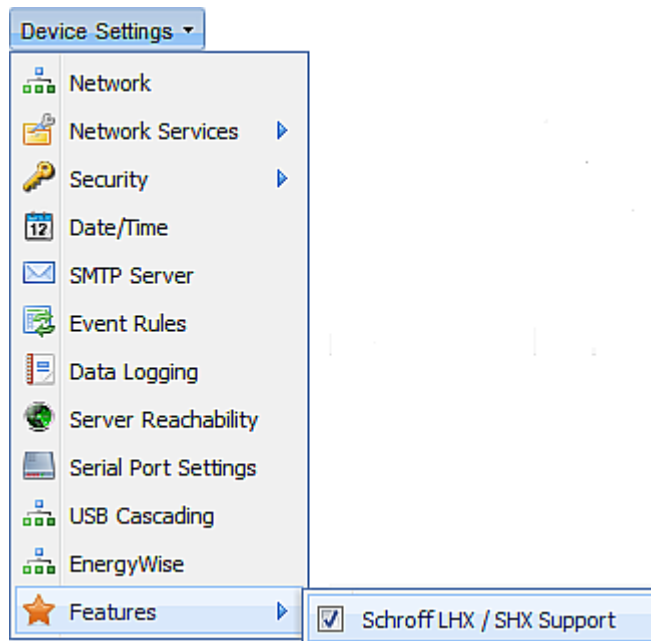 Device Settings
Network
Network Services
Security
12
Date/Time
SMTP Server
Event Rules
Data Logging
Server Reachability
Serial Port Settings
USB Cascading
EnergyWise
Features
Schroff LHX / SHX Support